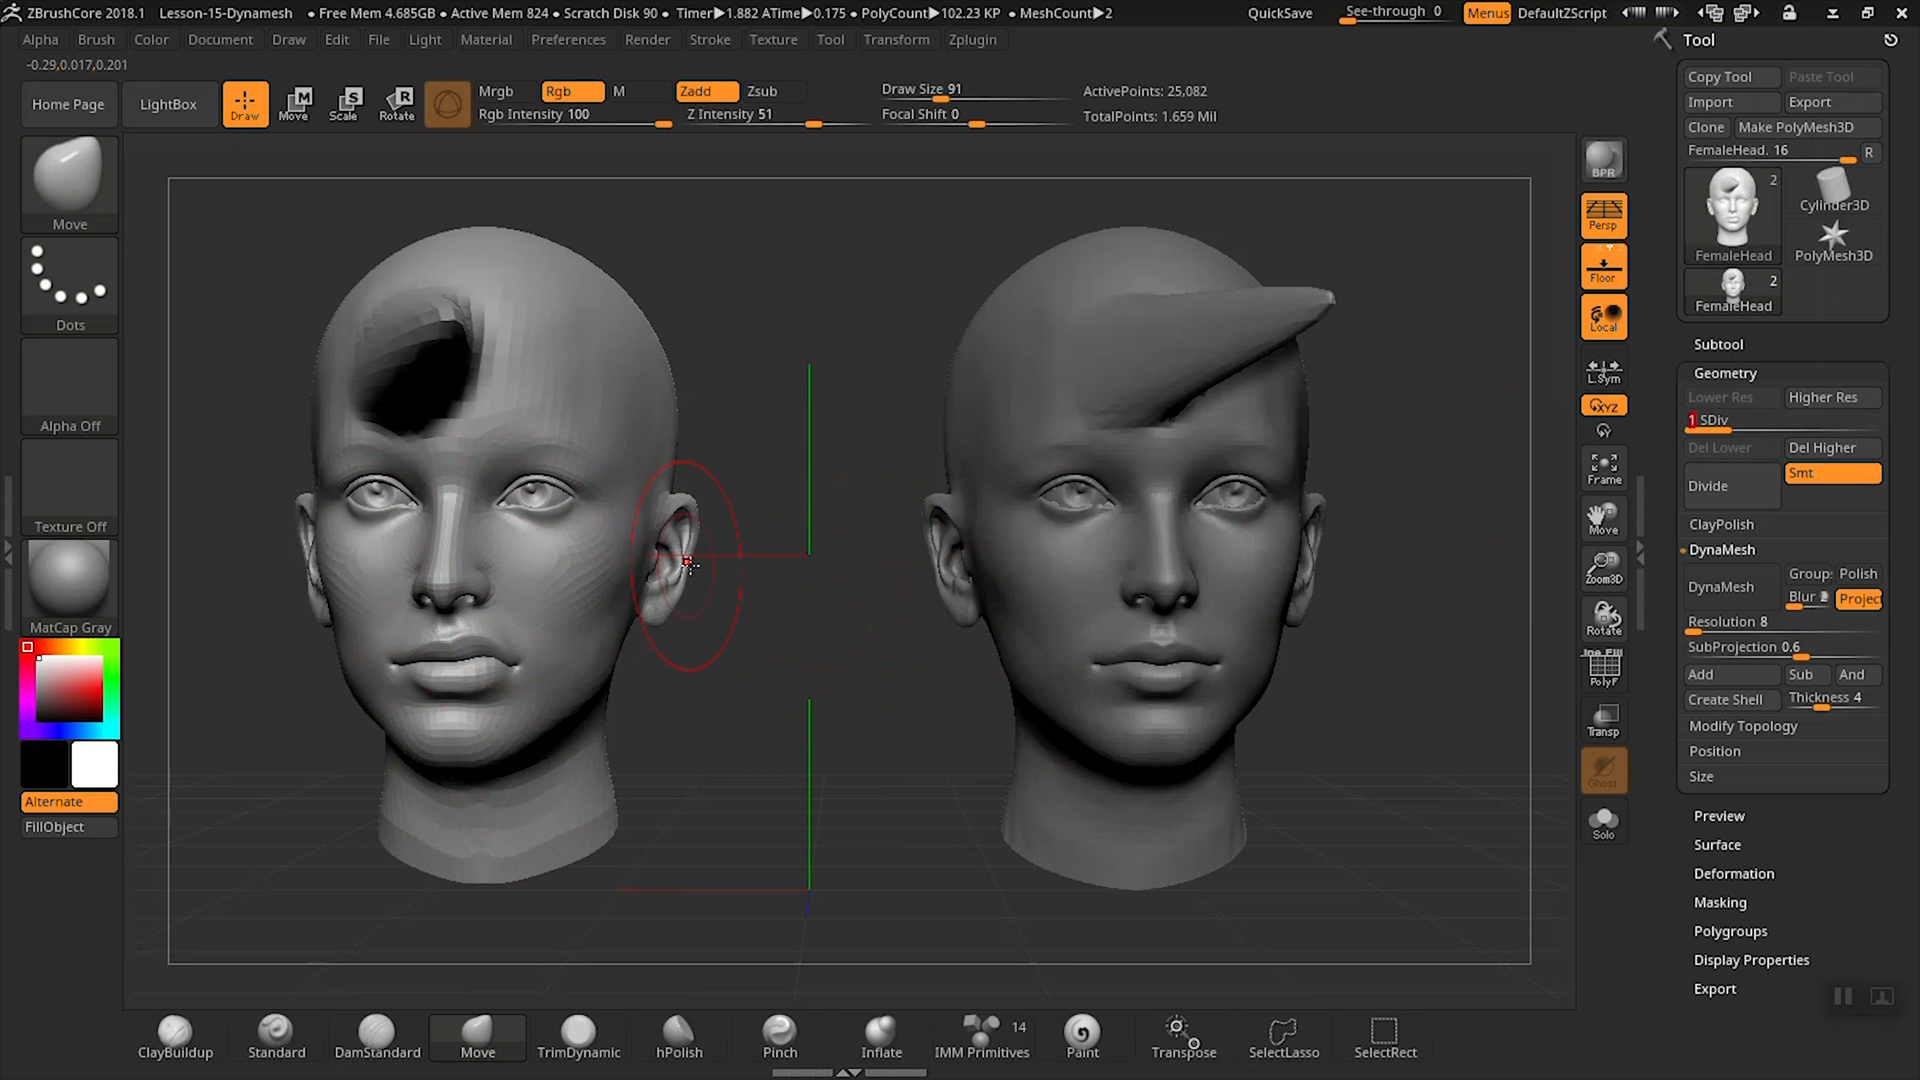 ZBrushCore 2018.1 Lesson-15-Dynamesh • Free Mem 4.685GB • Active Mem 824 • Scratch Disk 90 • Timer▶1.882 ATime▶0.175 • PolyCount▶102.23 KP • MeshCount▶2 QuickSave See-through 0 Menus DefaultZScript
Alpha Brush Color Document Draw Edit File Light Material Preferences Render Stroke Texture Tool Transform Zplugin
Tool
-0.29,0.017,0.201
Home Page LightBox Draw Move Scale Rotate
M S R
Mrgb Rgb M Zadd Zsub
Rgb Intensity 100 Z Intensity 51
Draw Size 91
Focal Shift 0
ActivePoints: 25,082
TotalPoints: 1.659 Mil
Copy Tool Paste Tool
Import Export
Clone Make PolyMesh3D
FemaleHead. 16 R
2
FemaleHead
Cylinder3D
PolyMesh3D
2
FemaleHead
Subtool
Geometry
Lower Res Higher Res
1 SDiv
Del Lower Del Higher
Divide Smt
ClayPolish
DynaMesh
DynaMesh Group: Polish
Blur 2 Project
Resolution 8
SubProjection 0.6
Add Sub And
Create Shell Thickness 4
Modify Topology
Position
Size
Preview
Surface
Deformation
Masking
Polygroups
Display Properties
Export
Move
Dots
Alpha Off
Texture Off
MatCap Gray
Alternate
FillObject
BPR
Persp
Floor
Local
L.Sym
XYZ
Frame
Move
Zoom3D
Rotate
Line Fill
PolyF
Transp
Ghost
Solo
ClayBuildup Standard DamStandard Move TrimDynamic hPolish Pinch Inflate IMM Primitives 14 Paint Transpose SelectLasso SelectRect